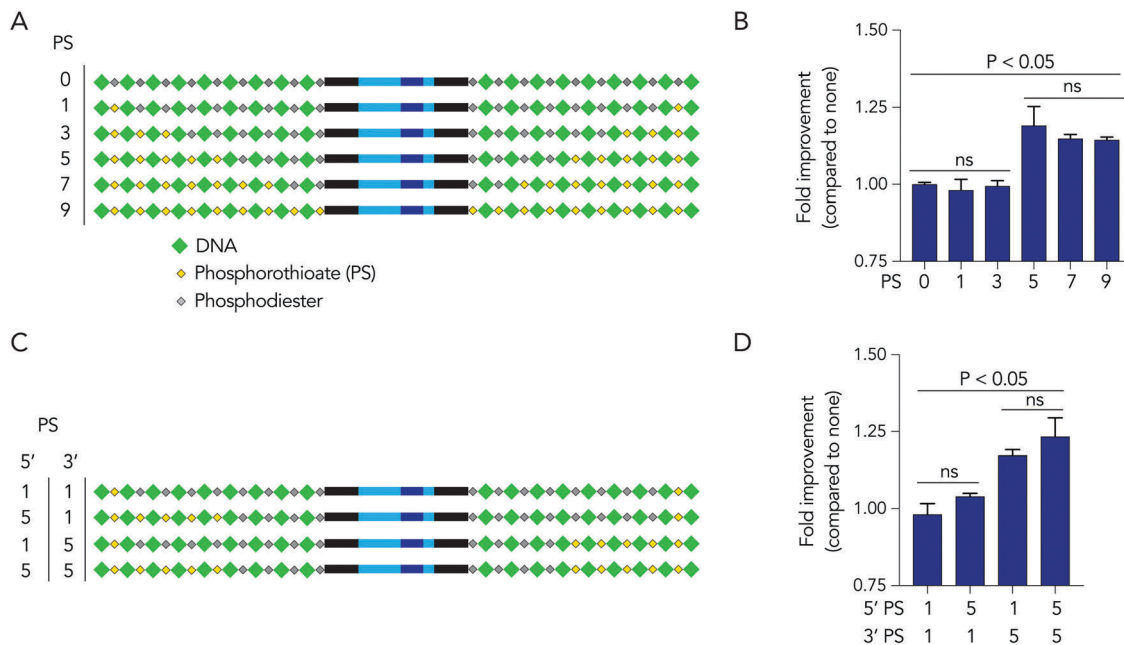 A
PS
0
1
3
5
7
9
DNA
Phosphorothioate (PS)
Phosphodiester
B
Fold improvement
(compared to none)
1.50
1.25
1.00
0.75
P < 0.05
ns
ns
PS 0 1 3 5 7 9
C
PS
5′ 3′
1 1
5 1
1 5
5 5
D
Fold improvement
(compared to none)
1.50
1.25
1.00
0.75
P < 0.05
ns
ns
5′ PS 1 5 1 5
3′ PS 1 1 5 5